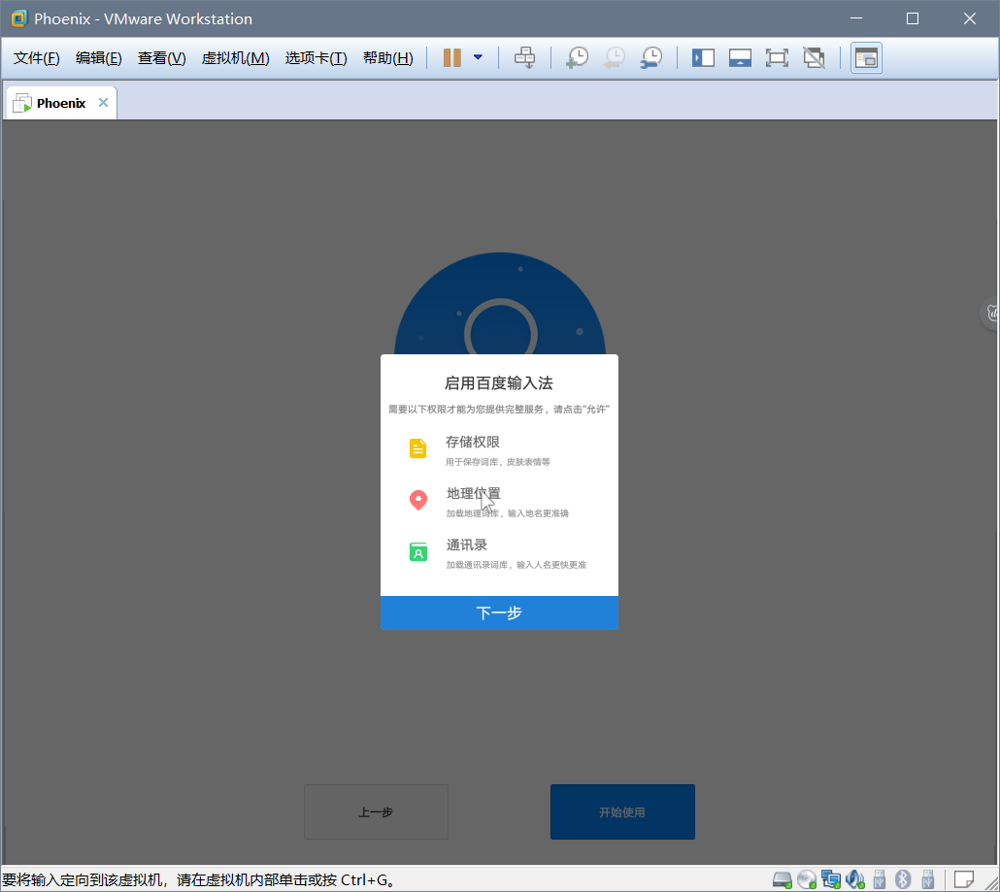 Phoenix - VMware Workstation
文件(F) 编辑(E) 查看(V) 虚拟机(M) 选项卡(T) 帮助(H)
Phoenix
启用百度输入法
需要以下权限才能为您提供完整服务，请点击“允许”
存储权限
用于保存词库，皮肤表情等
地理位置
加载地理词库，输入地名更准确
通讯录
加载通讯录词库，输入人名更快更准
下一步
上一步
开始使用
要将输入定向到该虚拟机，请在虚拟机内部单击或按 Ctrl+G。